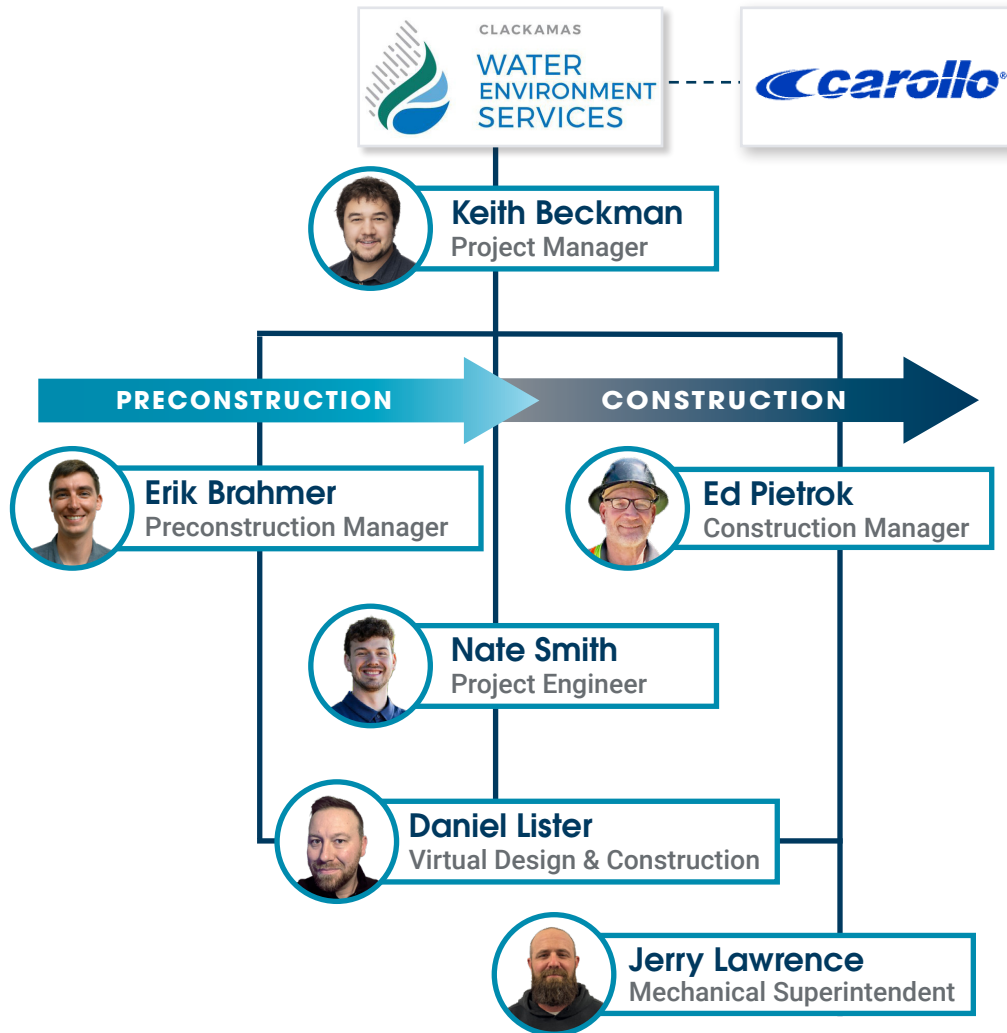 CLACKAMAS
WATER
ENVIRONMENT
SERVICES
carollo®
Keith Beckman
Project Manager
PRECONSTRUCTION
CONSTRUCTION
Erik Brahmer
Preconstruction Manager
Ed Pietrok
Construction Manager
Nate Smith
Project Engineer
Daniel Lister
Virtual Design & Construction
Jerry Lawrence
Mechanical Superintendent